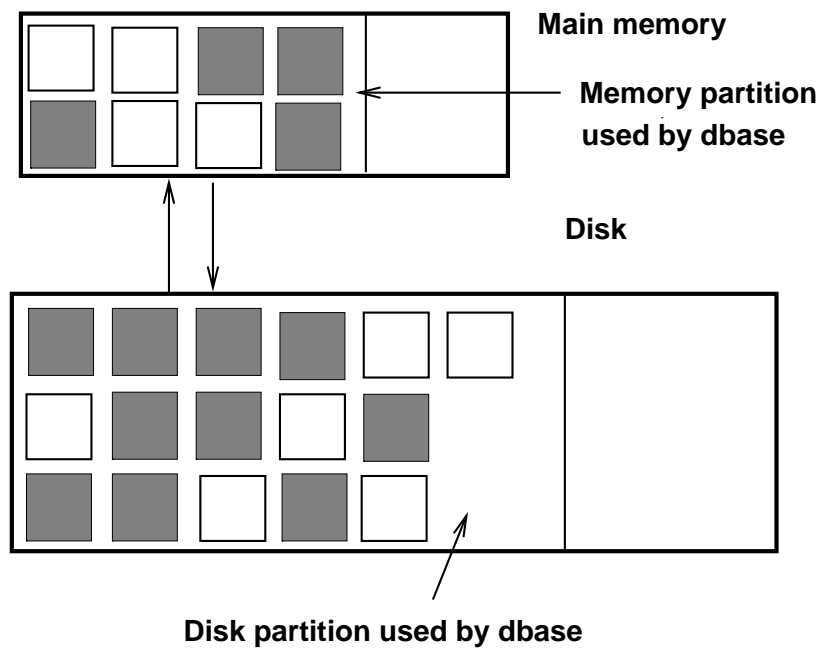 Main memory
Memory partition
used by dbase
Disk
Disk partition used by dbase